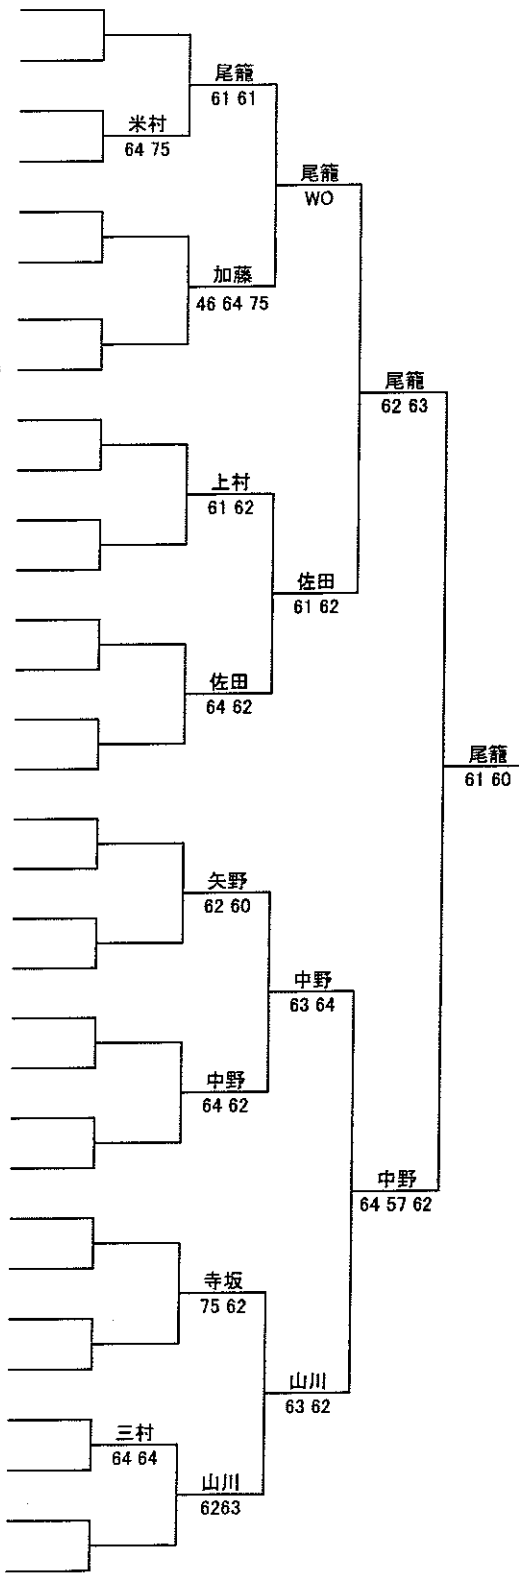 尾籠
61 61
米村
64 75
尾籠
WO
加藤
46 64 75
尾籠
62 63
上村
61 62
佐田
61 62
佐田
64 62
尾籠
61 60
矢野
62 60
中野
63 64
中野
64 62
中野
64 57 62
寺坂
75 62
山川
63 62
三村
64 64
山川
6263